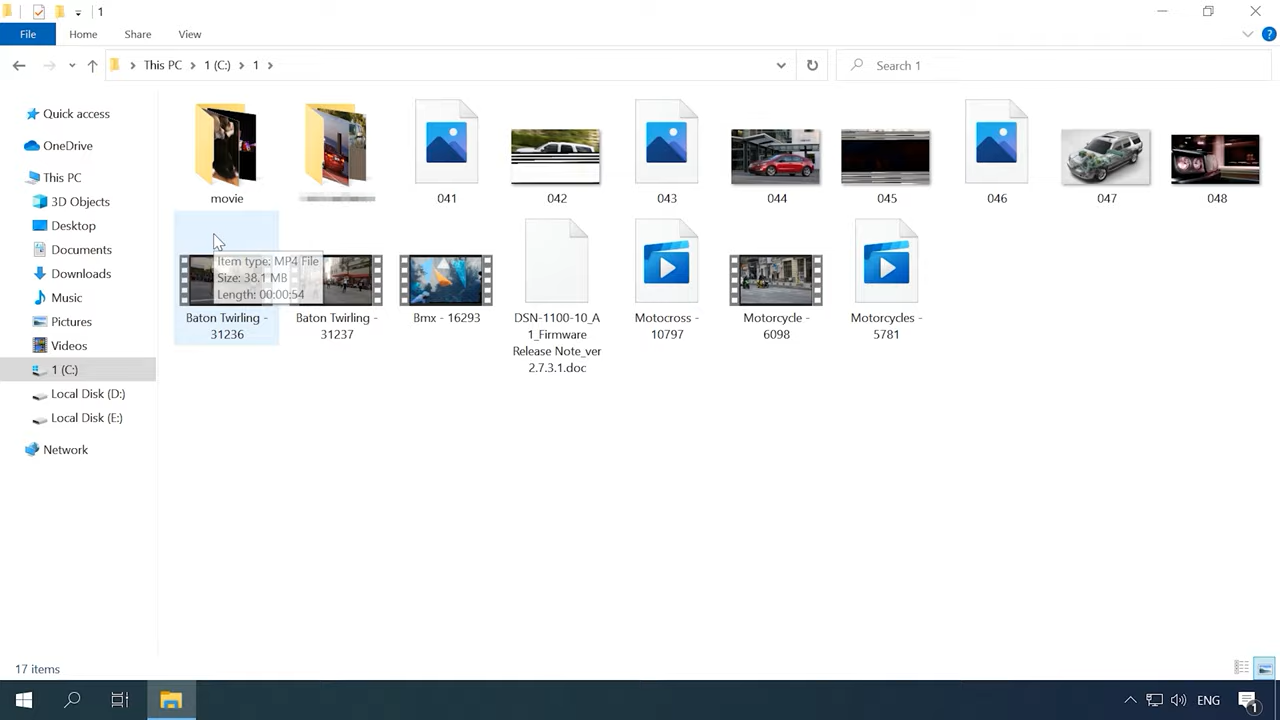 1
File
Home
Share
View
This PC
1 (C:)
1
Search 1
Quick access
OneDrive
This PC
3D Objects
Desktop
Documents
Downloads
Music
Pictures
Videos
1 (C:)
Local Disk (D:)
Local Disk (E:)
Network
movie
041
042
043
044
045
046
047
048
Item type: MP4 File
Size: 38.1 MB
Length: 00:00:54
Baton Twirling -
31236
Baton Twirling -
31237
Bmx - 16293
DSN-1100-10_A
1_Firmware
Release Note_ver
2.7.3.1.doc
Motocross -
10797
Motorcycle -
6098
Motorcycles -
5781
17 items
ENG
1